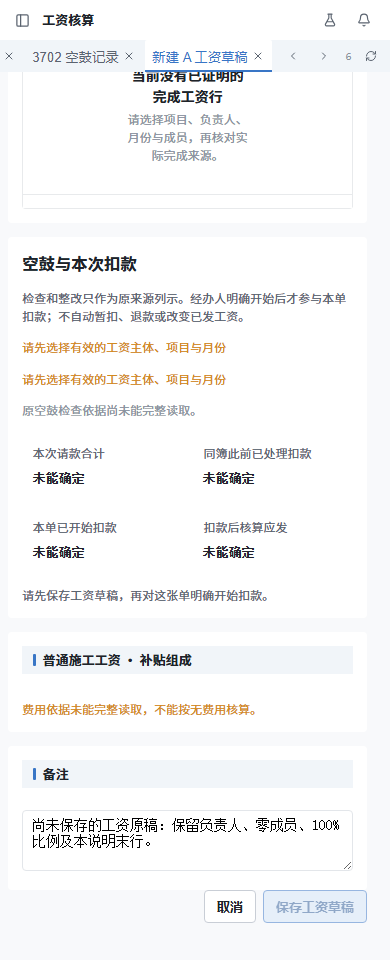 工资核算
3702 空鼓记录
新建 A 工资草稿
6
当前没有已证明的
完成工资行
请选择项目、负责人、
月份与成员，再核对实
际完成来源。
空鼓与本次扣款
检查和整改只作为原来源列示。经办人明确开始后才参与本单
扣款；不自动暂扣、退款或改变已发工资。
请先选择有效的工资主体、项目与月份
请先选择有效的工资主体、项目与月份
原空鼓检查依据尚未能完整读取。
本次请款合计
同簿此前已处理扣款
未能确定
未能确定
本单已开始扣款
扣款后核算应发
未能确定
未能确定
请先保存工资草稿，再对这张单明确开始扣款。
普通施工工资 · 补贴组成
费用依据未能完整读取，不能按无费用核算。
备注
尚未保存的工资原稿：保留负责人、零成员、100%
比例及本说明末行。
取消
保存工资草稿